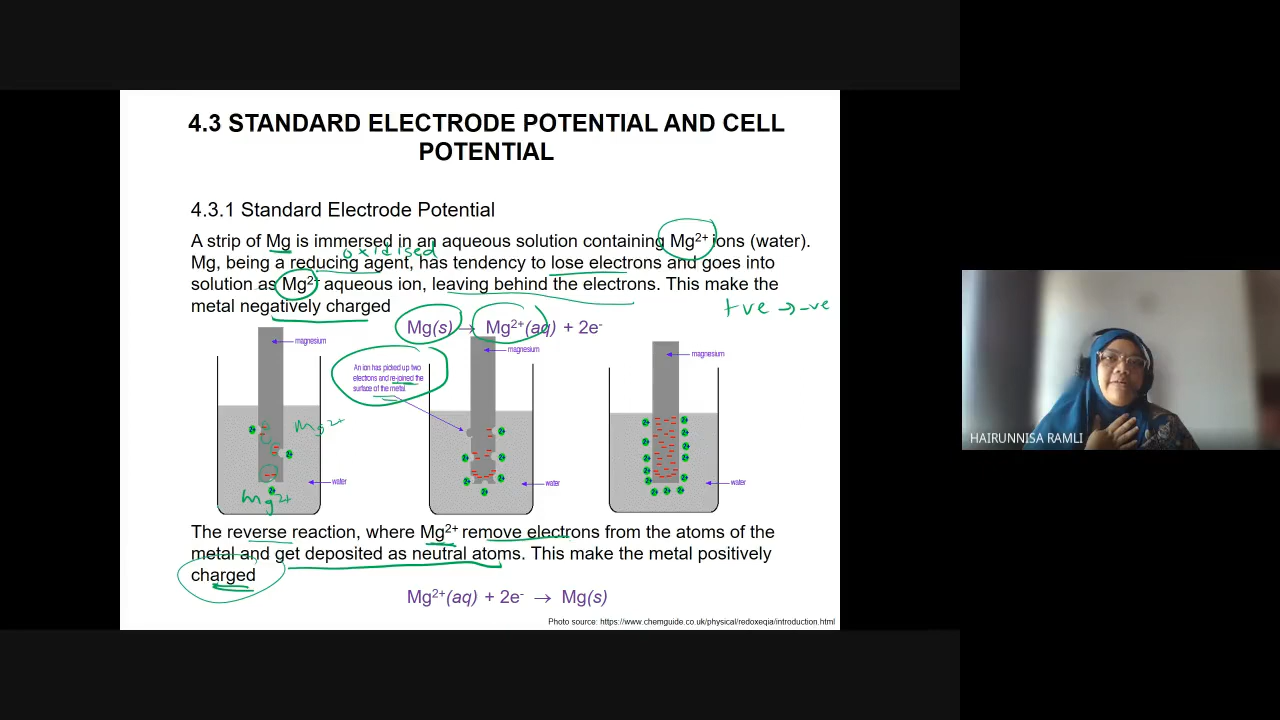 4.3 STANDARD ELECTRODE POTENTIAL AND CELL
POTENTIAL
4.3.1 Standard Electrode Potential
A strip of Mg is immersed in an aqueous solution containing Mg²⁺ ions (water).
oxidised
Mg, being a reducing agent, has tendency to lose electrons and goes into
solution as Mg²⁺ aqueous ion, leaving behind the electrons. This make the
metal negatively charged
+ve → -ve
Mg(s) → Mg²⁺(aq) + 2e⁻
magnesium
magnesium
magnesium
An ion has picked up two
electrons and re-joined the
surface of the metal
Mg²⁺
Mg²⁺
water
water
water
The reverse reaction, where Mg²⁺ remove electrons from the atoms of the
metal and get deposited as neutral atoms. This make the metal positively
charged
Mg²⁺(aq) + 2e⁻ → Mg(s)
Photo source: https://www.chemguide.co.uk/physical/redoxeqia/introduction.html
HAIRUNNISA RAMLI